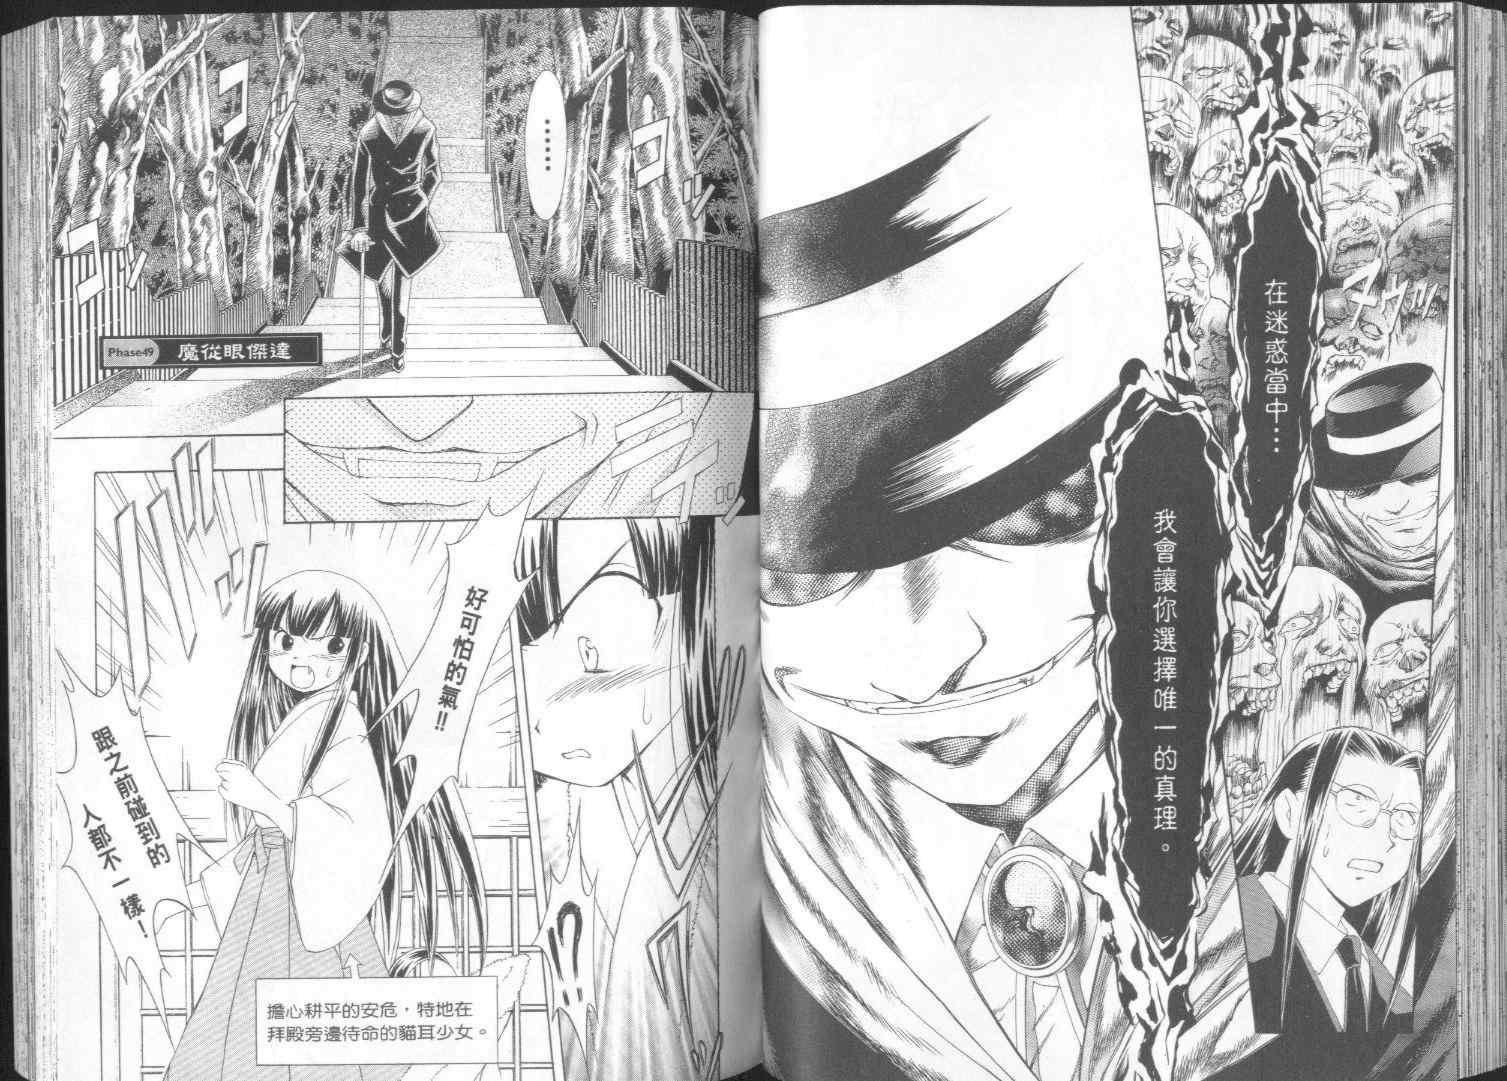 在迷惑當中…
我會讓你選擇唯一的真理。
……
Phase49 魔從眼傑達
好可怕的氣!!
跟之前碰到的
人都不一樣!
!?
擔心耕平的安危，特地在
拜殿旁邊待命的貓耳少女。